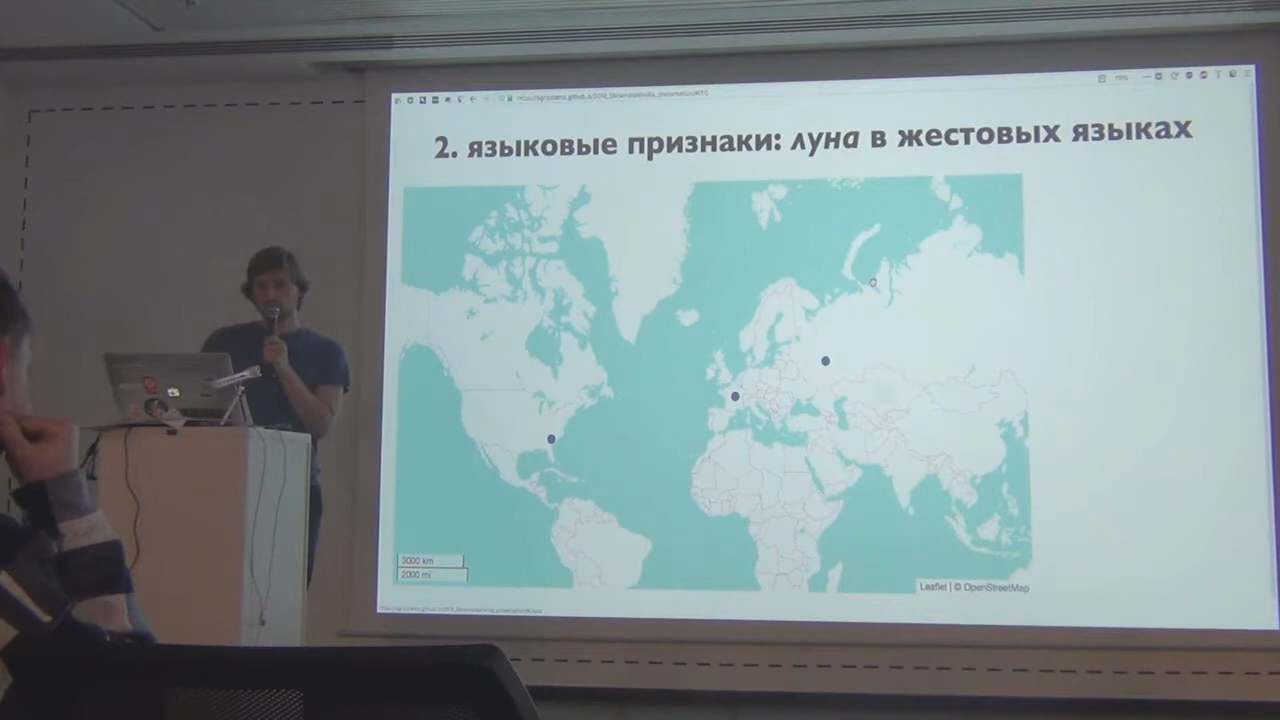 2. языковые признаки: луна в жестовых языках
3000 km
2000 mi
Leaflet | © OpenStreetMap